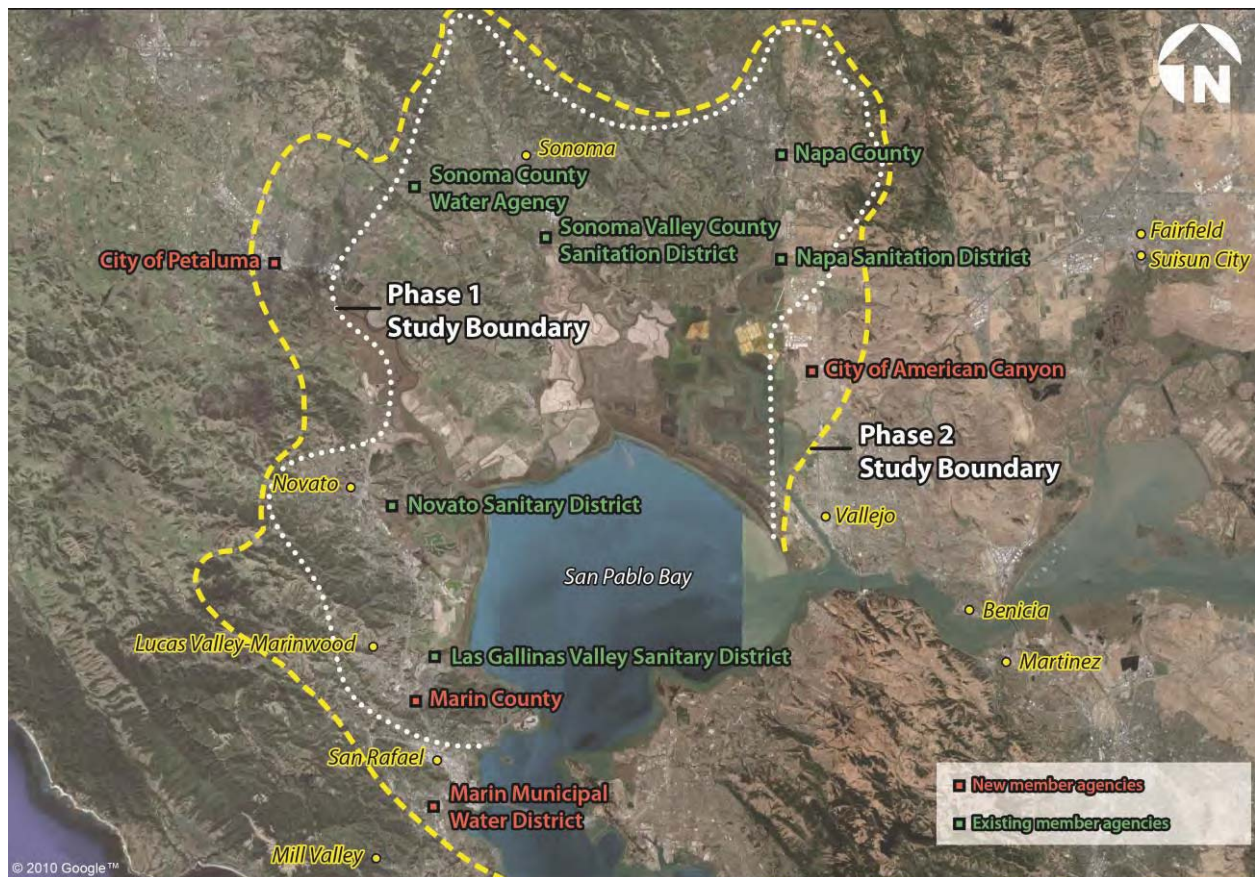 N
Sonoma
Napa County
Sonoma County
Water Agency
Sonoma Valley County
Sanitation District
Fairfield
Suisun City
City of Petaluma
Napa Sanitation District
Phase 1
Study Boundary
City of American Canyon
Phase 2
Study Boundary
Novato
Novato Sanitary District
Vallejo
San Pablo Bay
Benicia
Lucas Valley-Marinwood
Las Gallinas Valley Sanitary District
Martinez
Marin County
San Rafael
Marin Municipal
Water District
New member agencies
Existing member agencies
Mill Valley
© 2010 Google™